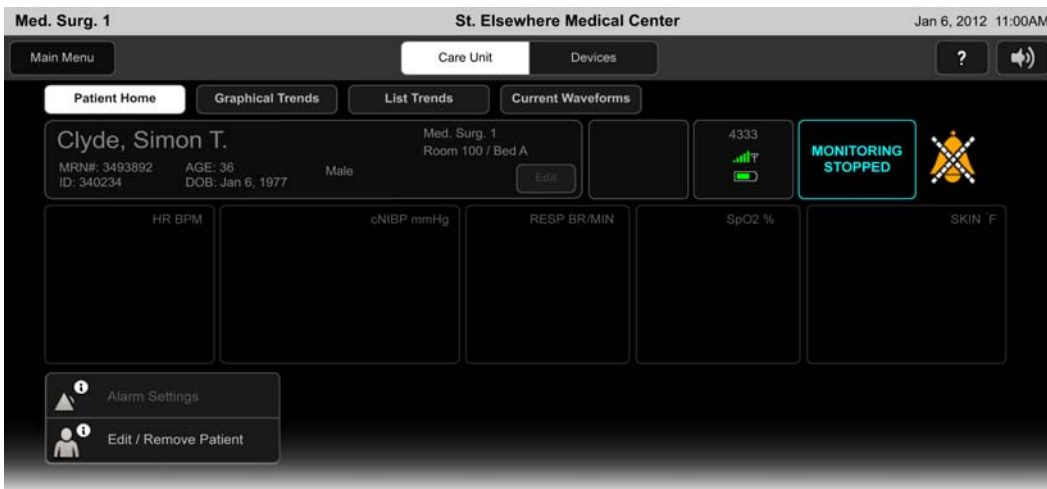 Med. Surg. 1 St. Elsewhere Medical Center Jan 6, 2012 11:00AM
Main Menu Care Unit Devices ?
Patient Home Graphical Trends List Trends Current Waveforms
Clyde, Simon T.
MRN#: 3493892 AGE: 36
ID: 340234 DOB: Jan 6, 1977
Male
Med. Surg. 1
Room 100 / Bed A
Edit
4333
MONITORING
STOPPED
HR BPM cNIBP mmHg RESP BR/MIN SpO2 % SKIN ´F
i
Alarm Settings
i
Edit / Remove Patient